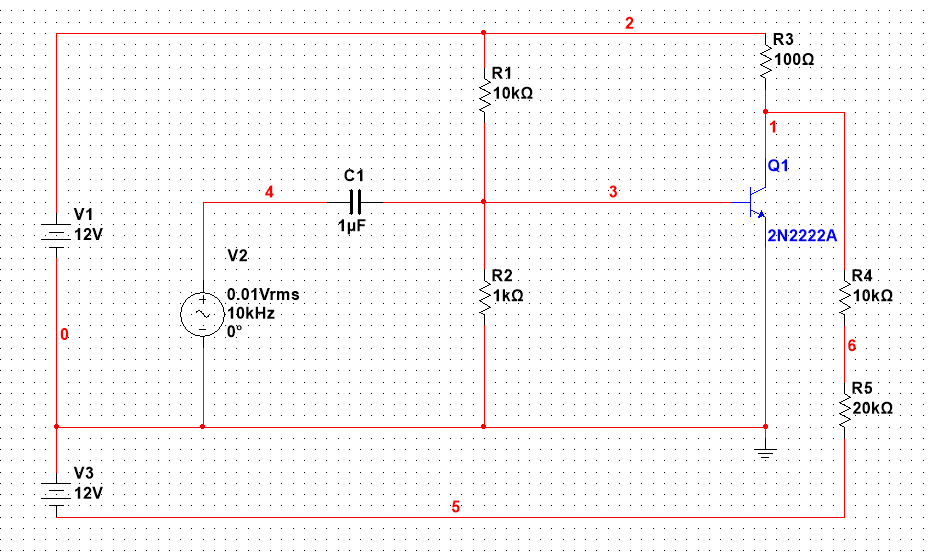 2
R3
100Ω
R1
10kΩ
1
Q1
C1
4
3
1µF
V1
12V
2N2222A
V2
R2
1kΩ
R4
10kΩ
0.01Vrms
10kHz
0°
0
6
R5
20kΩ
V3
12V
5